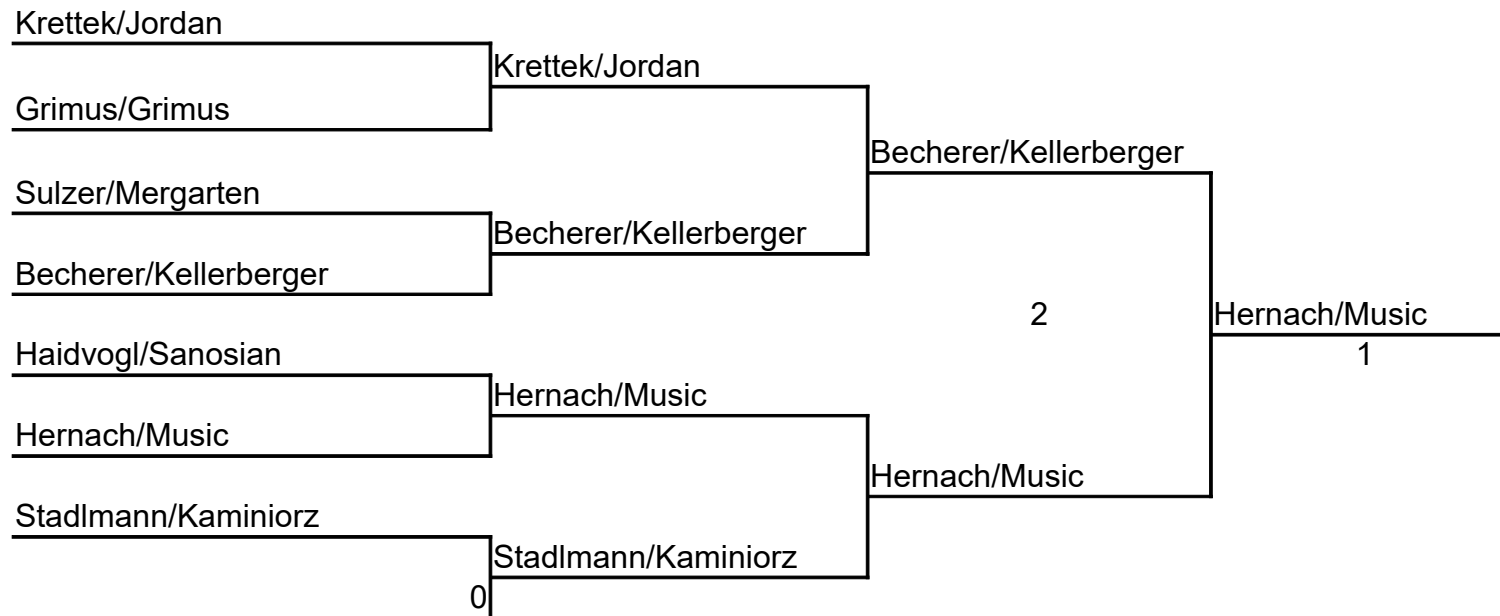 Krettek/Jordan
Krettek/Jordan
Grimus/Grimus
Becherer/Kellerberger
Sulzer/Mergarten
Becherer/Kellerberger
Becherer/Kellerberger
2
Hernach/Music
1
Haidvogl/Sanosian
Hernach/Music
Hernach/Music
Hernach/Music
Stadlmann/Kaminiorz
Stadlmann/Kaminiorz
0